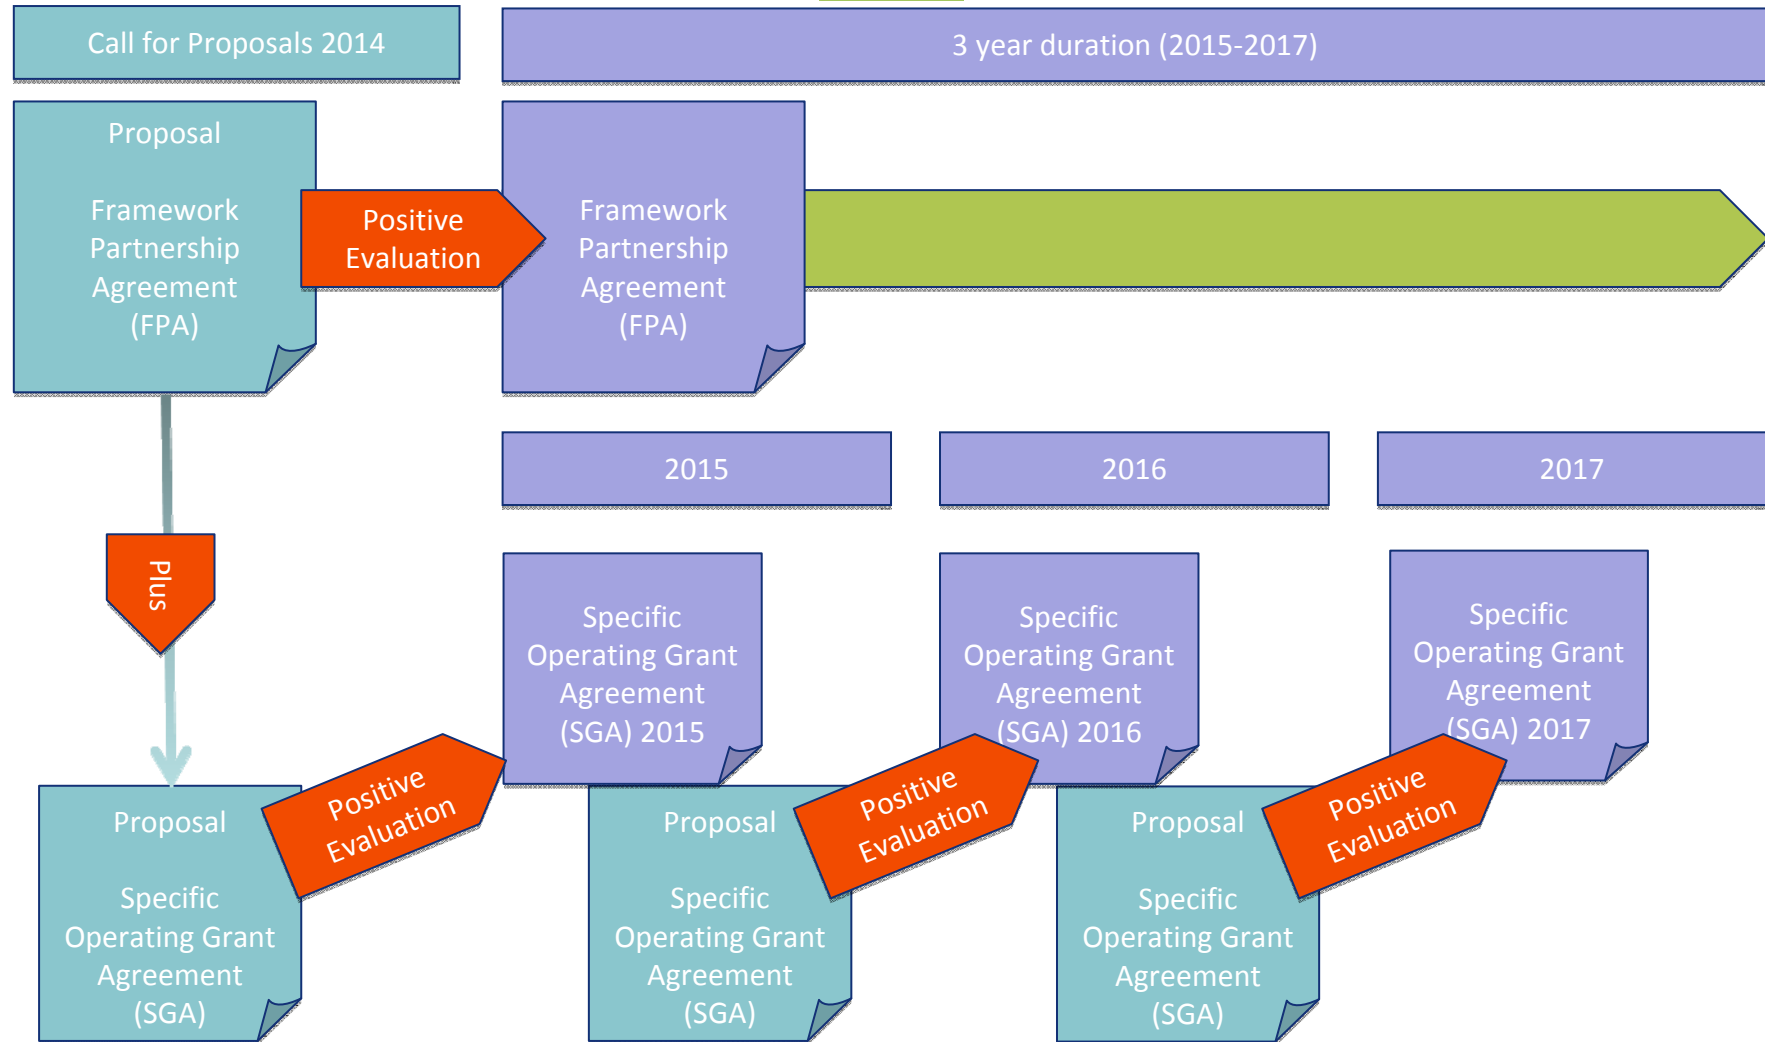 Call for Proposals 2014
3 year duration (2015-2017)
Proposal
Framework
Partnership
Agreement
(FPA)
Positive
Evaluation
Framework
Partnership
Agreement
(FPA)
2015
2016
2017
Plus
Specific
Operating Grant
Agreement
(SGA) 2015
Specific
Operating Grant
Agreement
(SGA) 2016
Specific
Operating Grant
Agreement
(SGA) 2017
Proposal
Specific
Operating Grant
Agreement
(SGA)
Positive
Evaluation
Proposal
Specific
Operating Grant
Agreement
(SGA)
Positive
Evaluation
Proposal
Specific
Operating Grant
Agreement
(SGA)
Positive
Evaluation